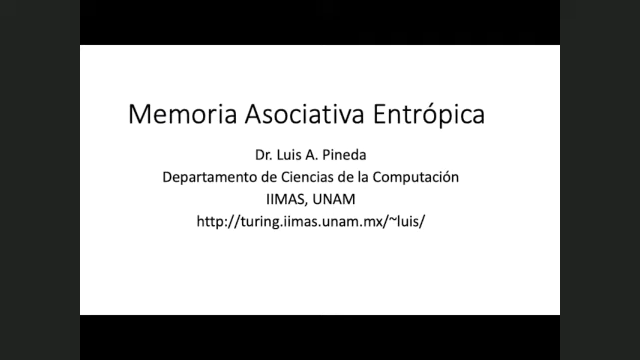 Memoria Asociativa Entrópica
Dr. Luis A. Pineda
Departamento de Ciencias de la Computación
IIMAS, UNAM
http://turing.iimas.unam.mx/~luis/